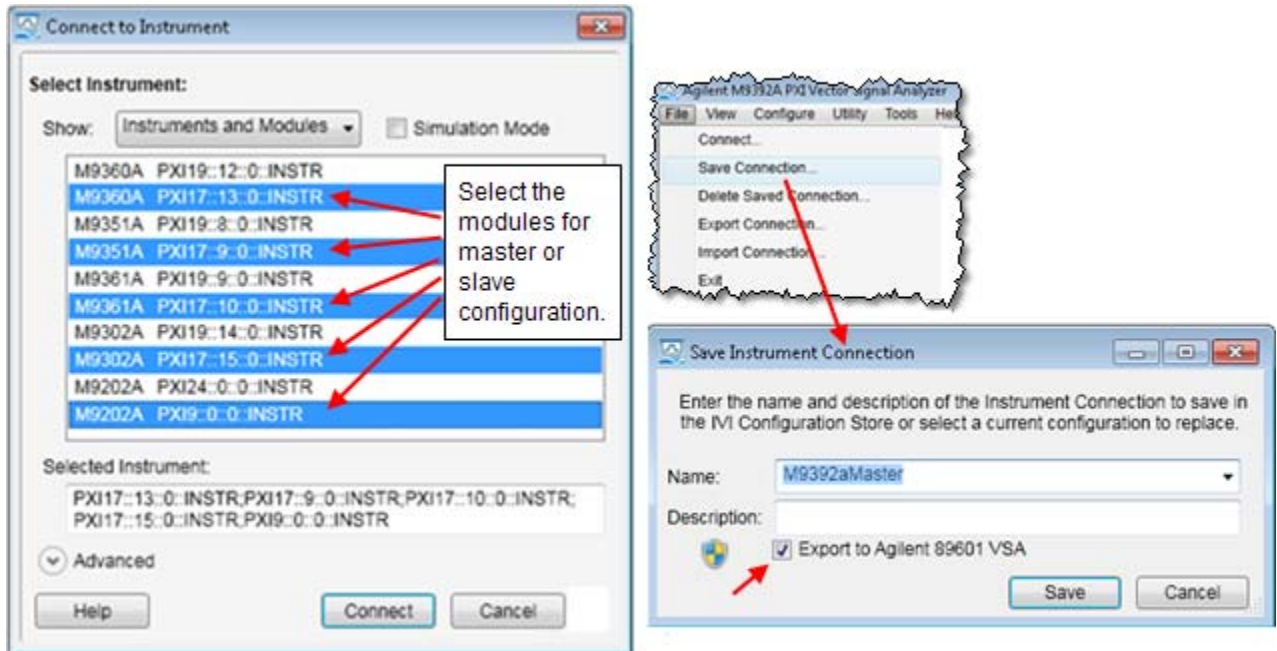 Connect to Instrument
Select Instrument:
Show: Instruments and Modules Simulation Mode
M9360A PXI19::12::0::INSTR
M9360A PXI17::13::0::INSTR
M9351A PXI19::8::0::INSTR
M9351A PXI17::9::0::INSTR
M9361A PXI19::9::0::INSTR
M9361A PXI17::10::0::INSTR
M9302A PXI19::14::0::INSTR
M9302A PXI17::15::0::INSTR
M9202A PXI24::0::0::INSTR
M9202A PXI9::0::0::INSTR
Select the
modules for
master or
slave
configuration.
Selected Instrument:
PXI17::13::0::INSTR,PXI17::9::0::INSTR,PXI17::10::0::INSTR;
PXI17::15::0::INSTR,PXI9::0::0::INSTR
Advanced
Help Connect Cancel
Agilent M9392A PXI Vector Signal Analyzer
File View Configure Utility Tools Hel
Connect...
Save Connection...
Delete Saved Connection...
Export Connection...
Import Connection...
Exit
Save Instrument Connection
Enter the name and description of the Instrument Connection to save in
the IVI Configuration Store or select a current configuration to replace.
Name: M9392aMaster
Description:
Export to Agilent 89601 VSA
Save Cancel